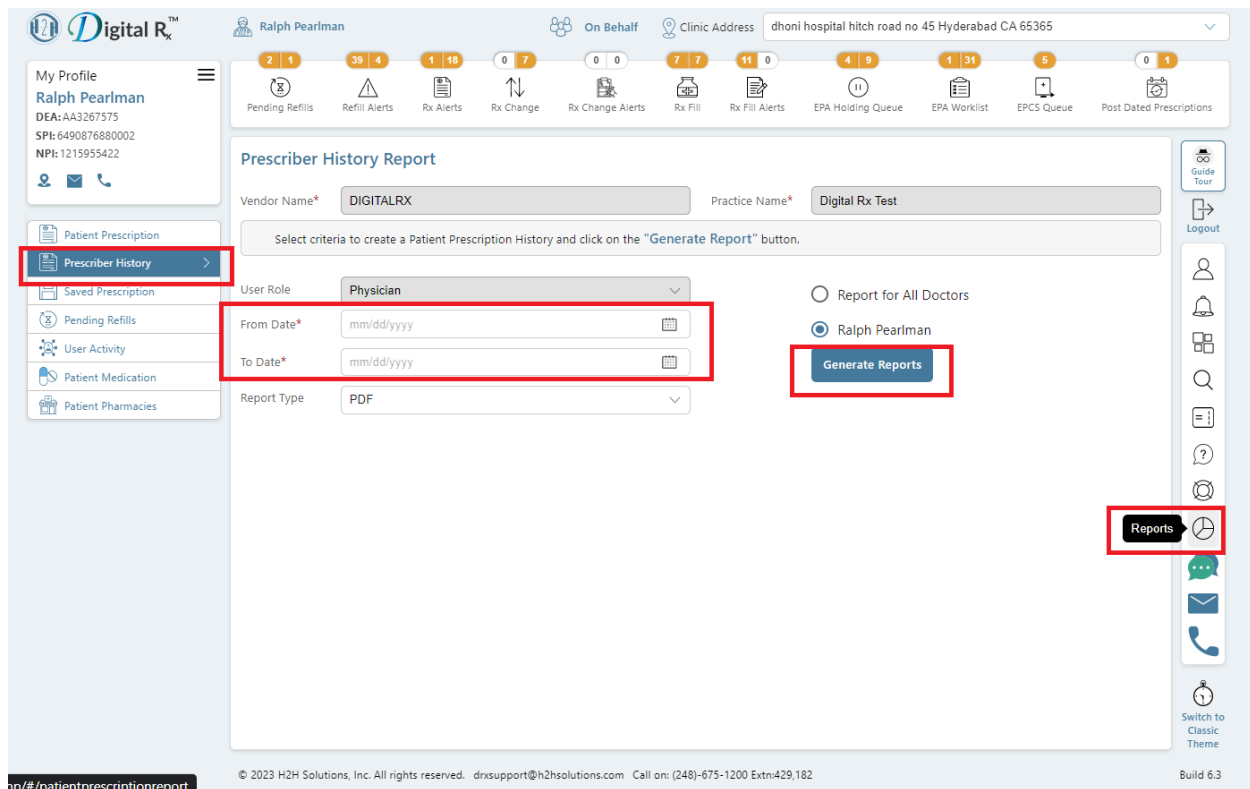 H2H Digital Rx™
Ralph Pearlman
On Behalf
Clinic Address
dhoni hospital hitch road no 45 Hyderabad CA 65365
My Profile
Ralph Pearlman
DEA: AA3267575
SPI: 6490876880002
NPI: 1215955422
2 1
Pending Refills
39 4
Refill Alerts
1 18
Rx Alerts
0 7
Rx Change
0 0
Rx Change Alerts
7 7
Rx Fill
11 0
Rx Fill Alerts
4 9
EPA Holding Queue
1 31
EPA Worklist
5
EPCS Queue
0 1
Post Dated Prescriptions
Patient Prescription
Prescriber History
Saved Prescription
Pending Refills
User Activity
Patient Medication
Patient Pharmacies
Prescriber History Report
Vendor Name*
DIGITALRX
Practice Name*
Digital Rx Test
Select criteria to create a Patient Prescription History and click on the "Generate Report" button.
User Role
Physician
Report for All Doctors
From Date*
mm/dd/yyyy
Ralph Pearlman
To Date*
mm/dd/yyyy
Generate Reports
Report Type
PDF
Guide
Tour
Logout
Reports
Switch to
Classic
Theme
© 2023 H2H Solutions, Inc. All rights reserved. drxsupport@h2hsolutions.com Call on: (248)-675-1200 Extn:429,182
Build 6.3
/#/patientprescriptionreport